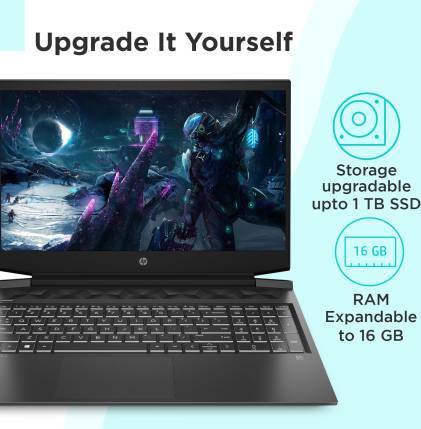 Upgrade It Yourself
Storage
upgradable
upto 1 TB SSD
16 GB
RAM
Expandable
to 16 GB
hp